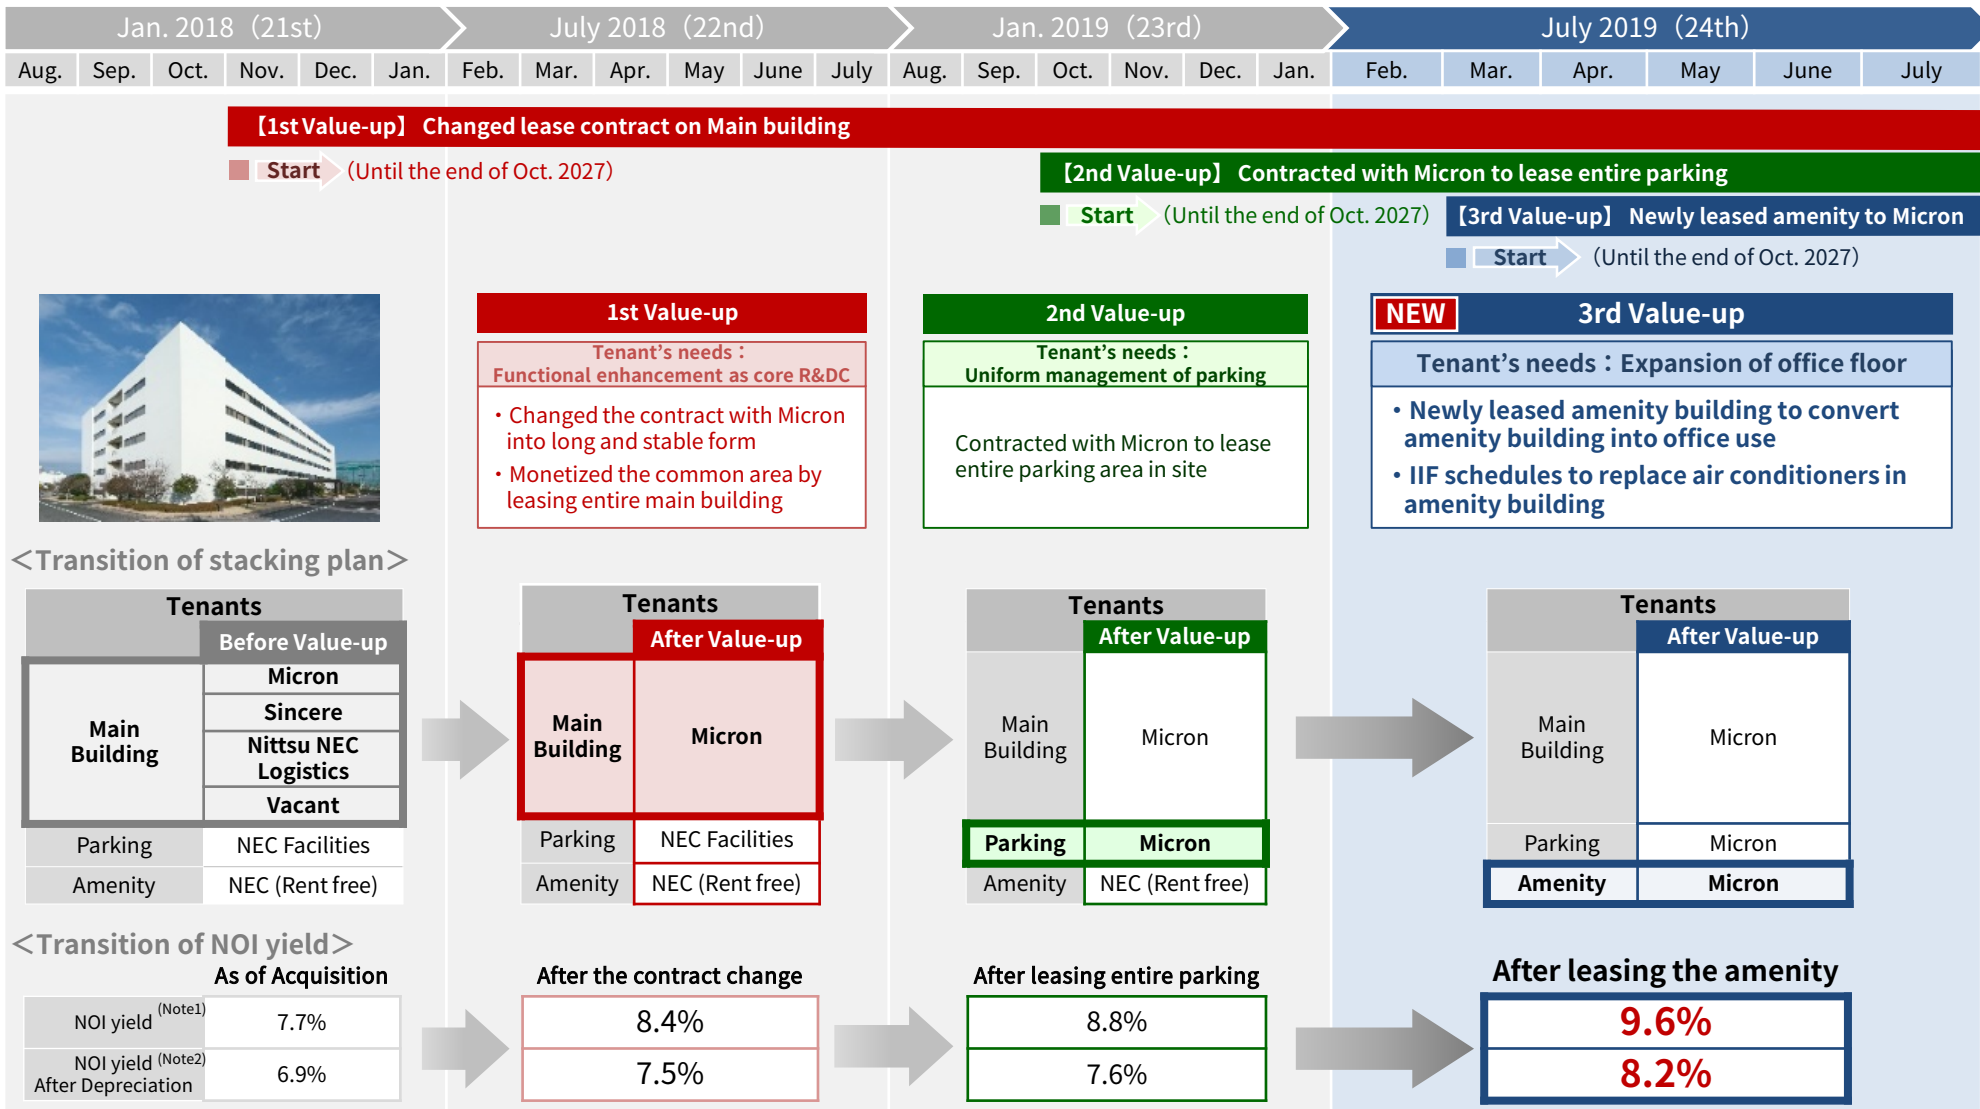 Jan. 2018（21st）
July 2018（22nd）
Jan. 2019（23rd）
July 2019（24th）
Aug.
Sep.
Oct.
Nov.
Dec.
Jan.
Feb.
Mar.
Apr.
May
June
July
Aug.
Sep.
Oct.
Nov.
Dec.
Jan.
Feb.
Mar.
Apr.
May
June
July
【1st Value-up】 Changed lease contract on Main building
Start （Until the end of Oct. 2027）
【2nd Value-up】 Contracted with Micron to lease entire parking
Start （Until the end of Oct. 2027）
【3rd Value-up】 Newly leased amenity to Micron
Start （Until the end of Oct. 2027）
1st Value-up
Tenant's needs：
Functional enhancement as core R&DC
・Changed the contract with Micron
into long and stable form
・Monetized the common area by
leasing entire main building
2nd Value-up
Tenant's needs：
Uniform management of parking
Contracted with Micron to lease
entire parking area in site
NEW 3rd Value-up
Tenant's needs：Expansion of office floor
・Newly leased amenity building to convert
amenity building into office use
・IIF schedules to replace air conditioners in
amenity building
＜Transition of stacking plan＞
Tenants
Before Value-up
Main
Building
Micron
Sincere
Nittsu NEC
Logistics
Vacant
Parking
NEC Facilities
Amenity
NEC (Rent free)
Tenants
After Value-up
Main
Building
Micron
Parking
NEC Facilities
Amenity
NEC (Rent free)
Tenants
After Value-up
Main
Building
Micron
Parking
Micron
Amenity
NEC (Rent free)
Tenants
After Value-up
Main
Building
Micron
Parking
Micron
Amenity
Micron
＜Transition of NOI yield＞
As of Acquisition
After the contract change
After leasing entire parking
After leasing the amenity
NOI yield (Note1)
7.7%
8.4%
8.8%
9.6%
NOI yield (Note2)
After Depreciation
6.9%
7.5%
7.6%
8.2%